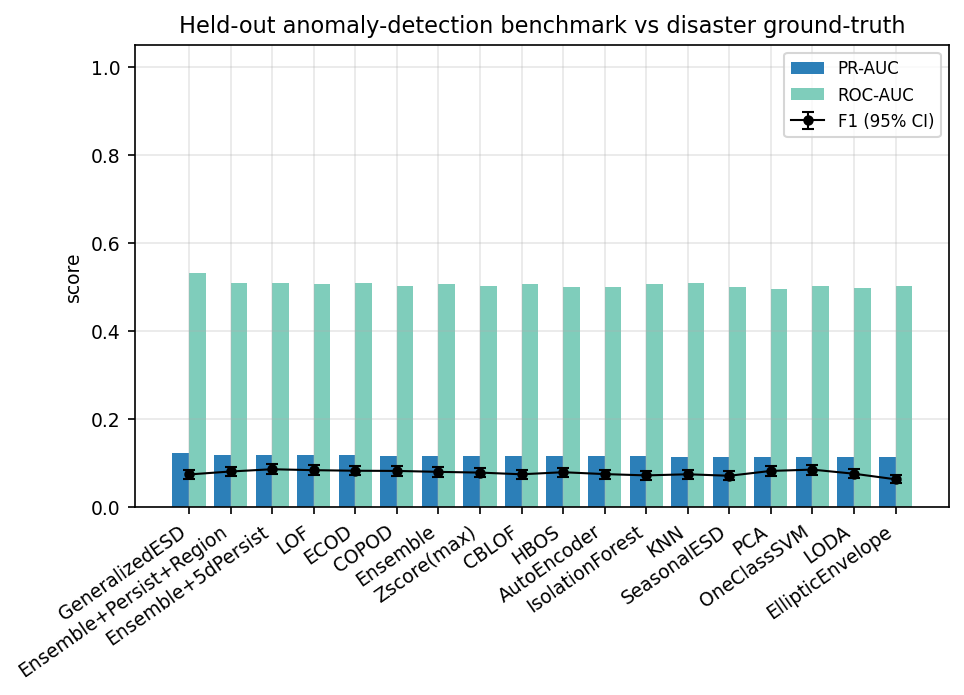 Held-out anomaly-detection benchmark vs disaster ground-truth
PR-AUC
ROC-AUC
F1 (95% CI)
score
1.0
0.8
0.6
0.4
0.2
0.0
GeneralizedESD
Ensemble+Persist+Region
Ensemble+5dPersist
LOF
ECOD
COPOD
Ensemble
Zscore(max)
CBLOF
HBOS
AutoEncoder
IsolationForest
KNN
SeasonalESD
PCA
OneClassSVM
LODA
EllipticEnvelope